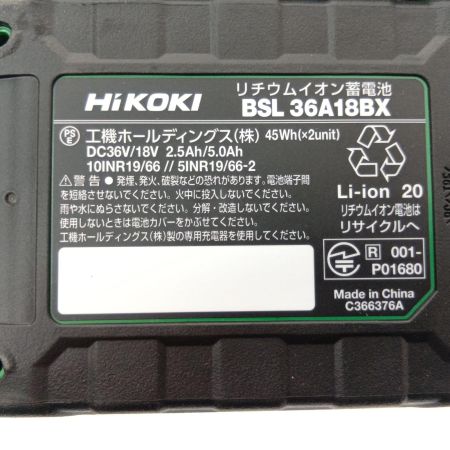 HiKOKI
リチウムイオン蓄電池
BSL 36A18BX
PS
E
工機ホールディングス(株) 45Wh(×2unit)
DC36V/18V 2.5Ah/5.0Ah
10INR19/66 // 5INR19/66-2
⚠警告 ●発煙、発火、破裂などの恐れがあります。電池端子間
を短絡させないでください。火中に投入しないでください。
雨や水にぬらさないでください。分解・改造しないでください。
使用しないときは電池カバーをかぶせてください。
工機ホールディングス(株)製の専用充電器を使用してください。
Li-ion 20
リチウムイオン電池は
リサイクルへ
R 001-
P01680
Made in China
C366376A